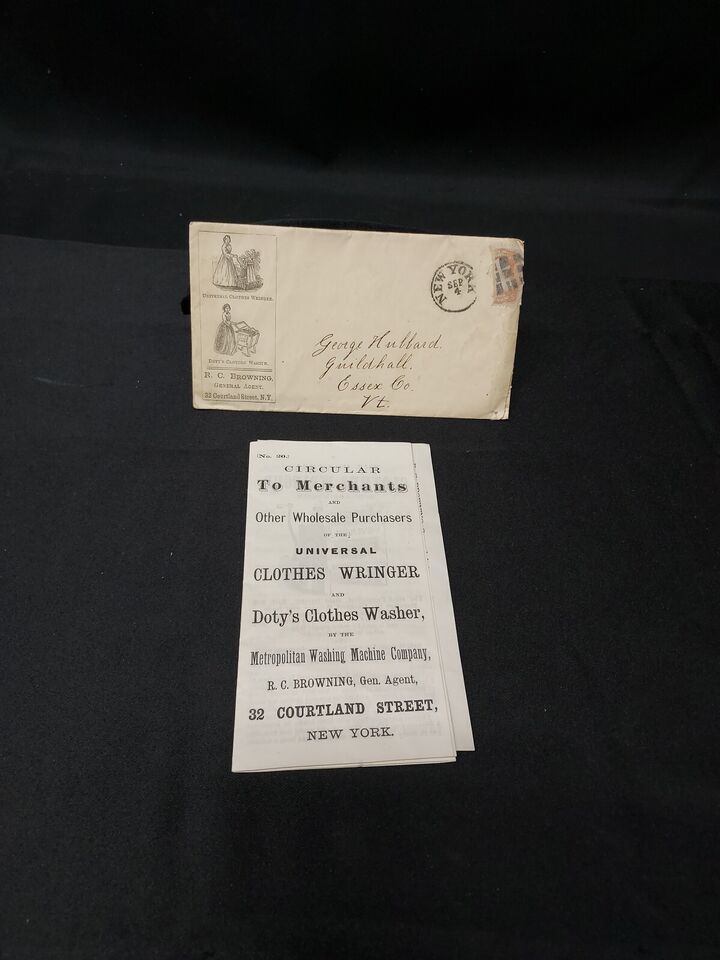 UNIVERSAL CLOTHES WRINGER.
DOTY'S CLOTHES WASHER.
R. C. BROWNING,
GENERAL AGENT.
32 Courtland Street, N.Y.
NEW YORK
SEP
4
George Hubbard.
Guildhall.
Essex Co.
Vt.
(No. 20.)
CIRCULAR
To Merchants
AND
Other Wholesale Purchasers
OF THE
UNIVERSAL
CLOTHES WRINGER
AND
Doty's Clothes Washer,
BY THE
Metropolitan Washing Machine Company,
R. C. BROWNING, Gen. Agent,
32 COURTLAND STREET,
NEW YORK.